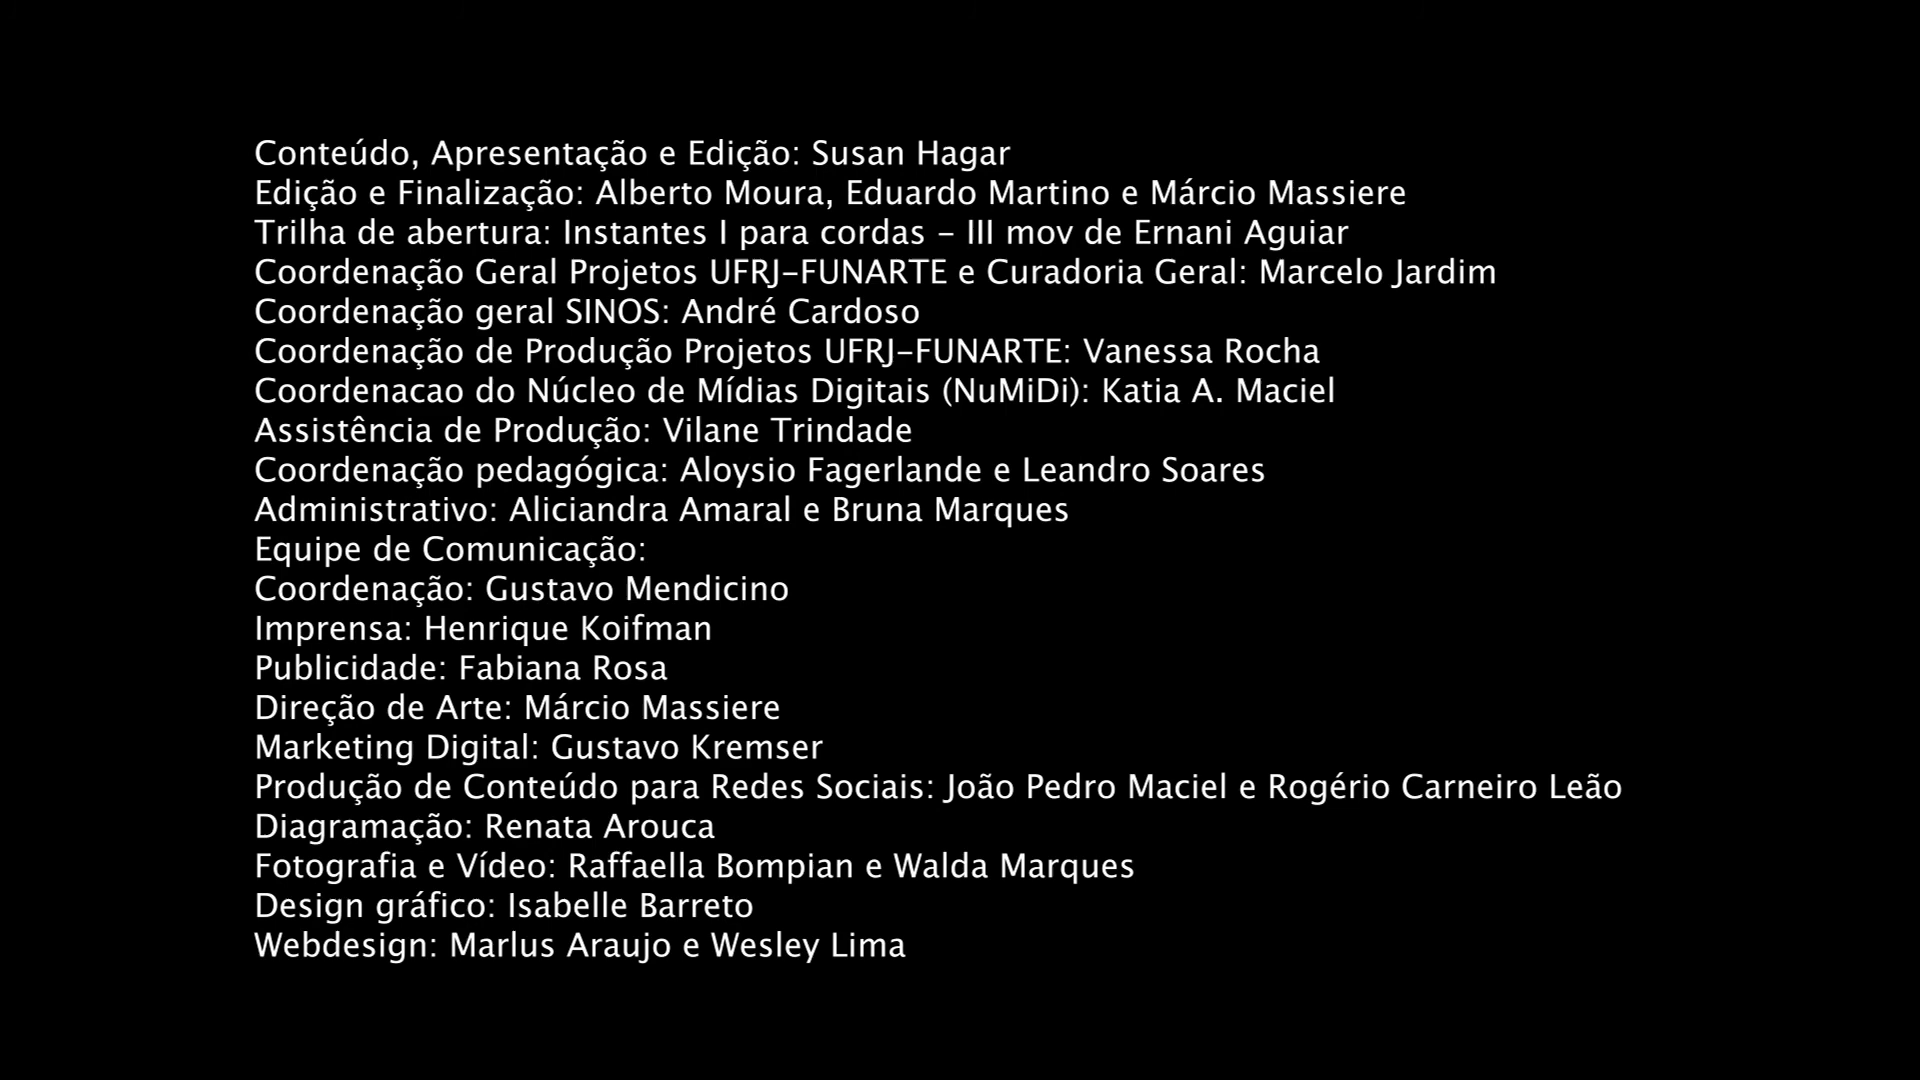 Conteúdo, Apresentação e Edição: Susan Hagar
Edição e Finalização: Alberto Moura, Eduardo Martino e Márcio Massiere
Trilha de abertura: Instantes I para cordas - III mov de Ernani Aguiar
Coordenação Geral Projetos UFRJ-FUNARTE e Curadoria Geral: Marcelo Jardim
Coordenação geral SINOS: André Cardoso
Coordenação de Produção Projetos UFRJ-FUNARTE: Vanessa Rocha
Coordenacao do Núcleo de Mídias Digitais (NuMiDi): Katia A. Maciel
Assistência de Produção: Vilane Trindade
Coordenação pedagógica: Aloysio Fagerlande e Leandro Soares
Administrativo: Aliciandra Amaral e Bruna Marques
Equipe de Comunicação:
Coordenação: Gustavo Mendicino
Imprensa: Henrique Koifman
Publicidade: Fabiana Rosa
Direção de Arte: Márcio Massiere
Marketing Digital: Gustavo Kremser
Produção de Conteúdo para Redes Sociais: João Pedro Maciel e Rogério Carneiro Leão
Diagramação: Renata Arouca
Fotografia e Vídeo: Raffaella Bompian e Walda Marques
Design gráfico: Isabelle Barreto
Webdesign: Marlus Araujo e Wesley Lima